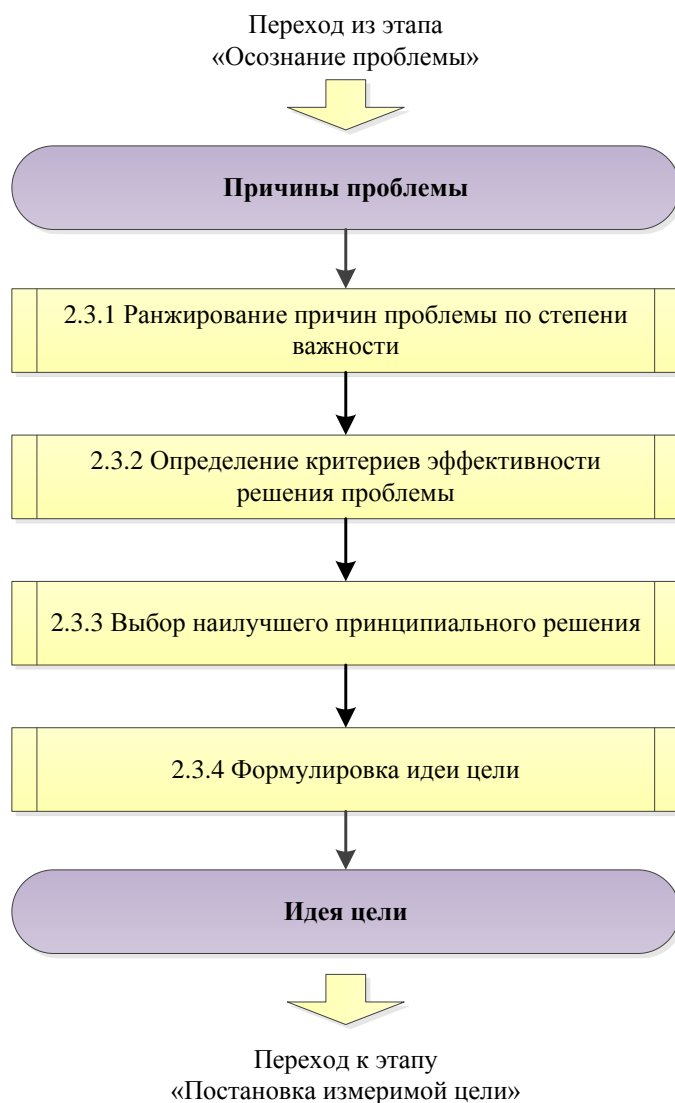 Переход из этапа
«Осознание проблемы»
Причины проблемы
2.3.1 Ранжирование причин проблемы по степени
важности
2.3.2 Определение критериев эффективности
решения проблемы
2.3.3 Выбор наилучшего принципиального решения
2.3.4 Формулировка идеи цели
Идея цели
Переход к этапу
«Постановка измеримой цели»